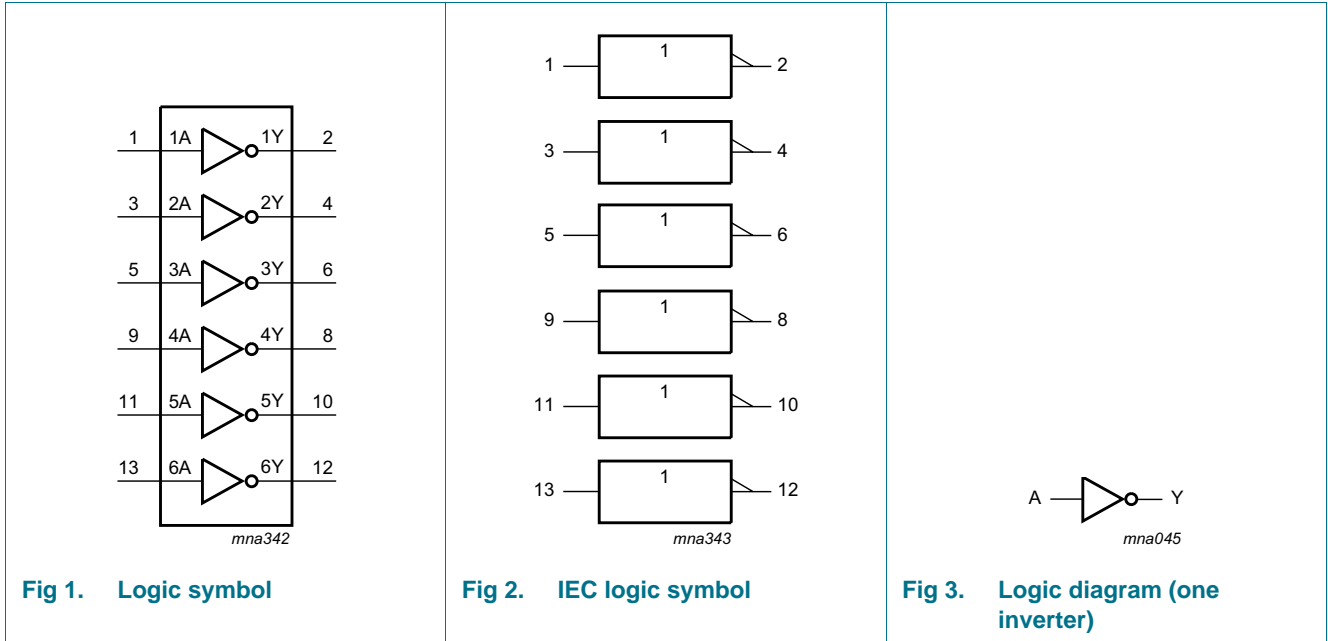 1 1A 1Y 2
3 2A 2Y 4
5 3A 3Y 6
9 4A 4Y 8
11 5A 5Y 10
13 6A 6Y 12
mna342
Fig 1. Logic symbol
1 1 2
3 1 4
5 1 6
9 1 8
11 1 10
13 1 12
mna343
Fig 2. IEC logic symbol
A Y
mna045
Fig 3. Logic diagram (one
inverter)